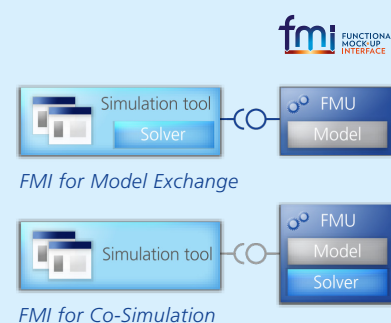 fmi FUNCTIONA
MOCK-UP
INTERFACE
Simulation tool
Solver
FMU
Model
FMI for Model Exchange
Simulation tool
FMU
Model
Solver
FMI for Co-Simulation